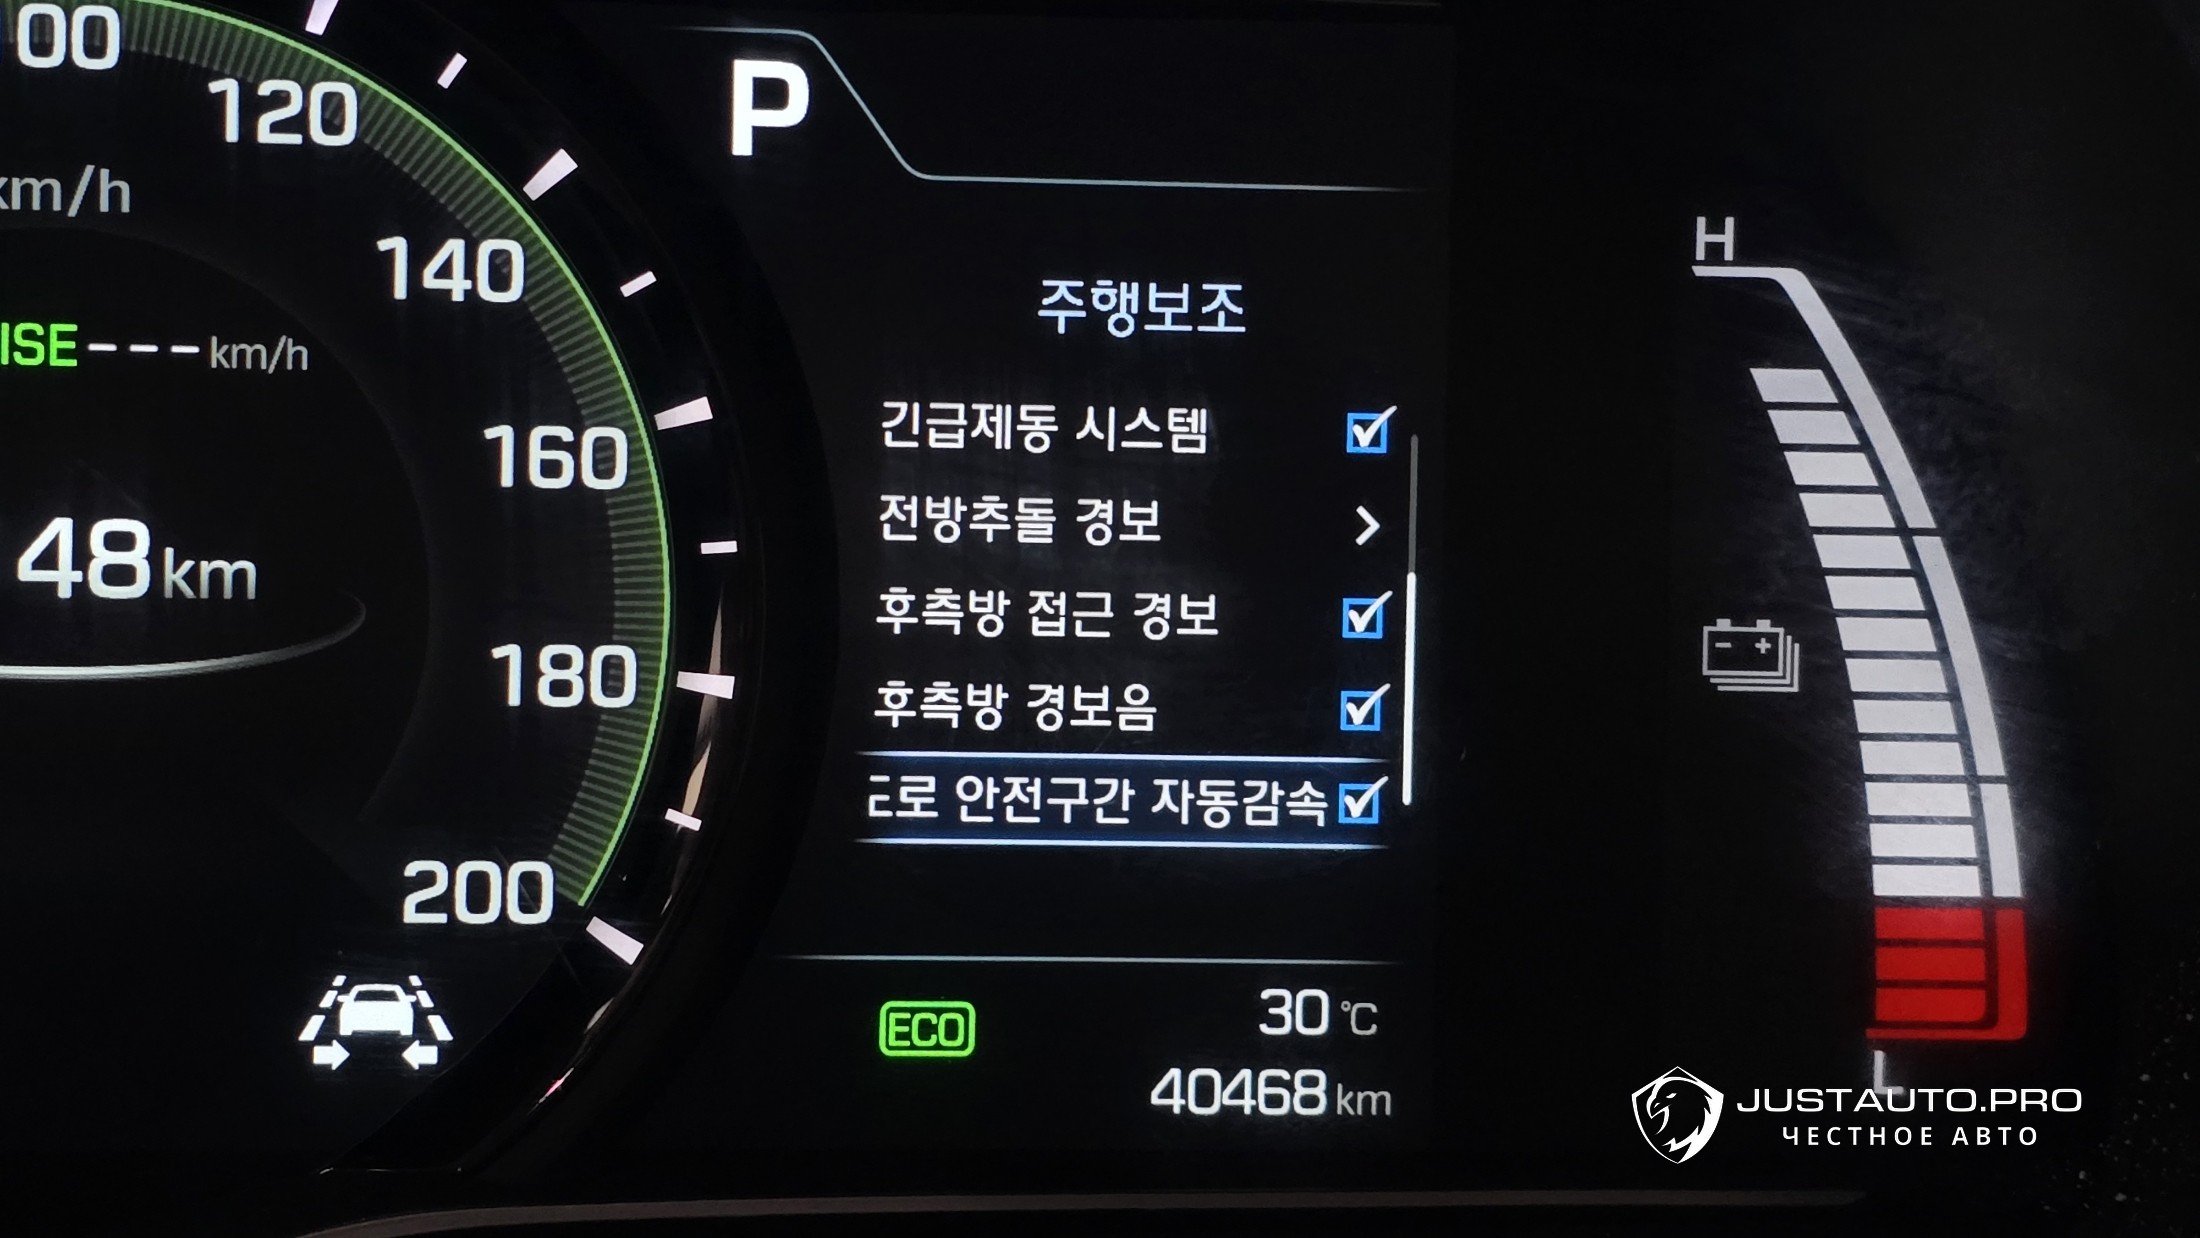 00
120
km/h
140
ISE --- km/h
160
48 km
180
200
P
주행보조
긴급제동 시스템
전방추돌 경보 >
후측방 접근 경보
후측방 경보음
로 안전구간 자동감속
ECO
30 °C
40468 km
H
- +
L
JUSTAUTO.PRO
ЧЕСТНОЕ АВТО